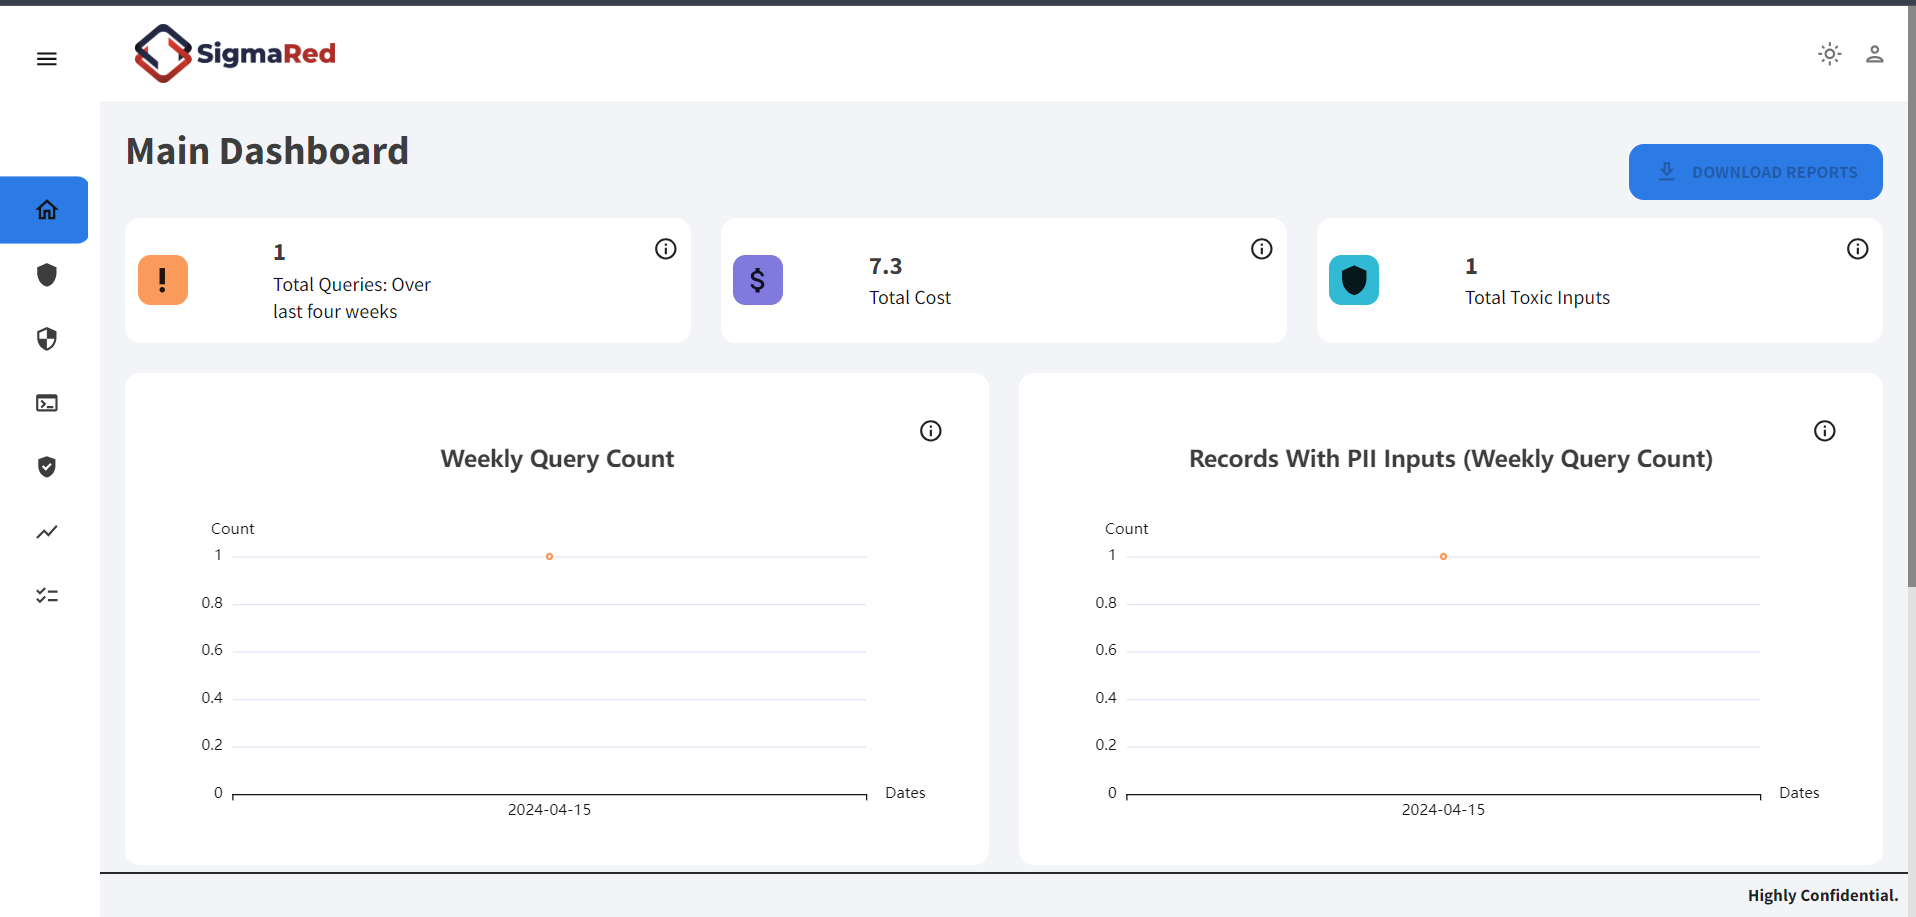 SigmaRed
Main Dashboard
DOWNLOAD REPORTS
1
Total Queries: Over
last four weeks
7.3
Total Cost
1
Total Toxic Inputs
Weekly Query Count
Count
1
0.8
0.6
0.4
0.2
0
Dates
2024-04-15
Records With PII Inputs (Weekly Query Count)
Count
1
0.8
0.6
0.4
0.2
0
Dates
2024-04-15
Highly Confidential.